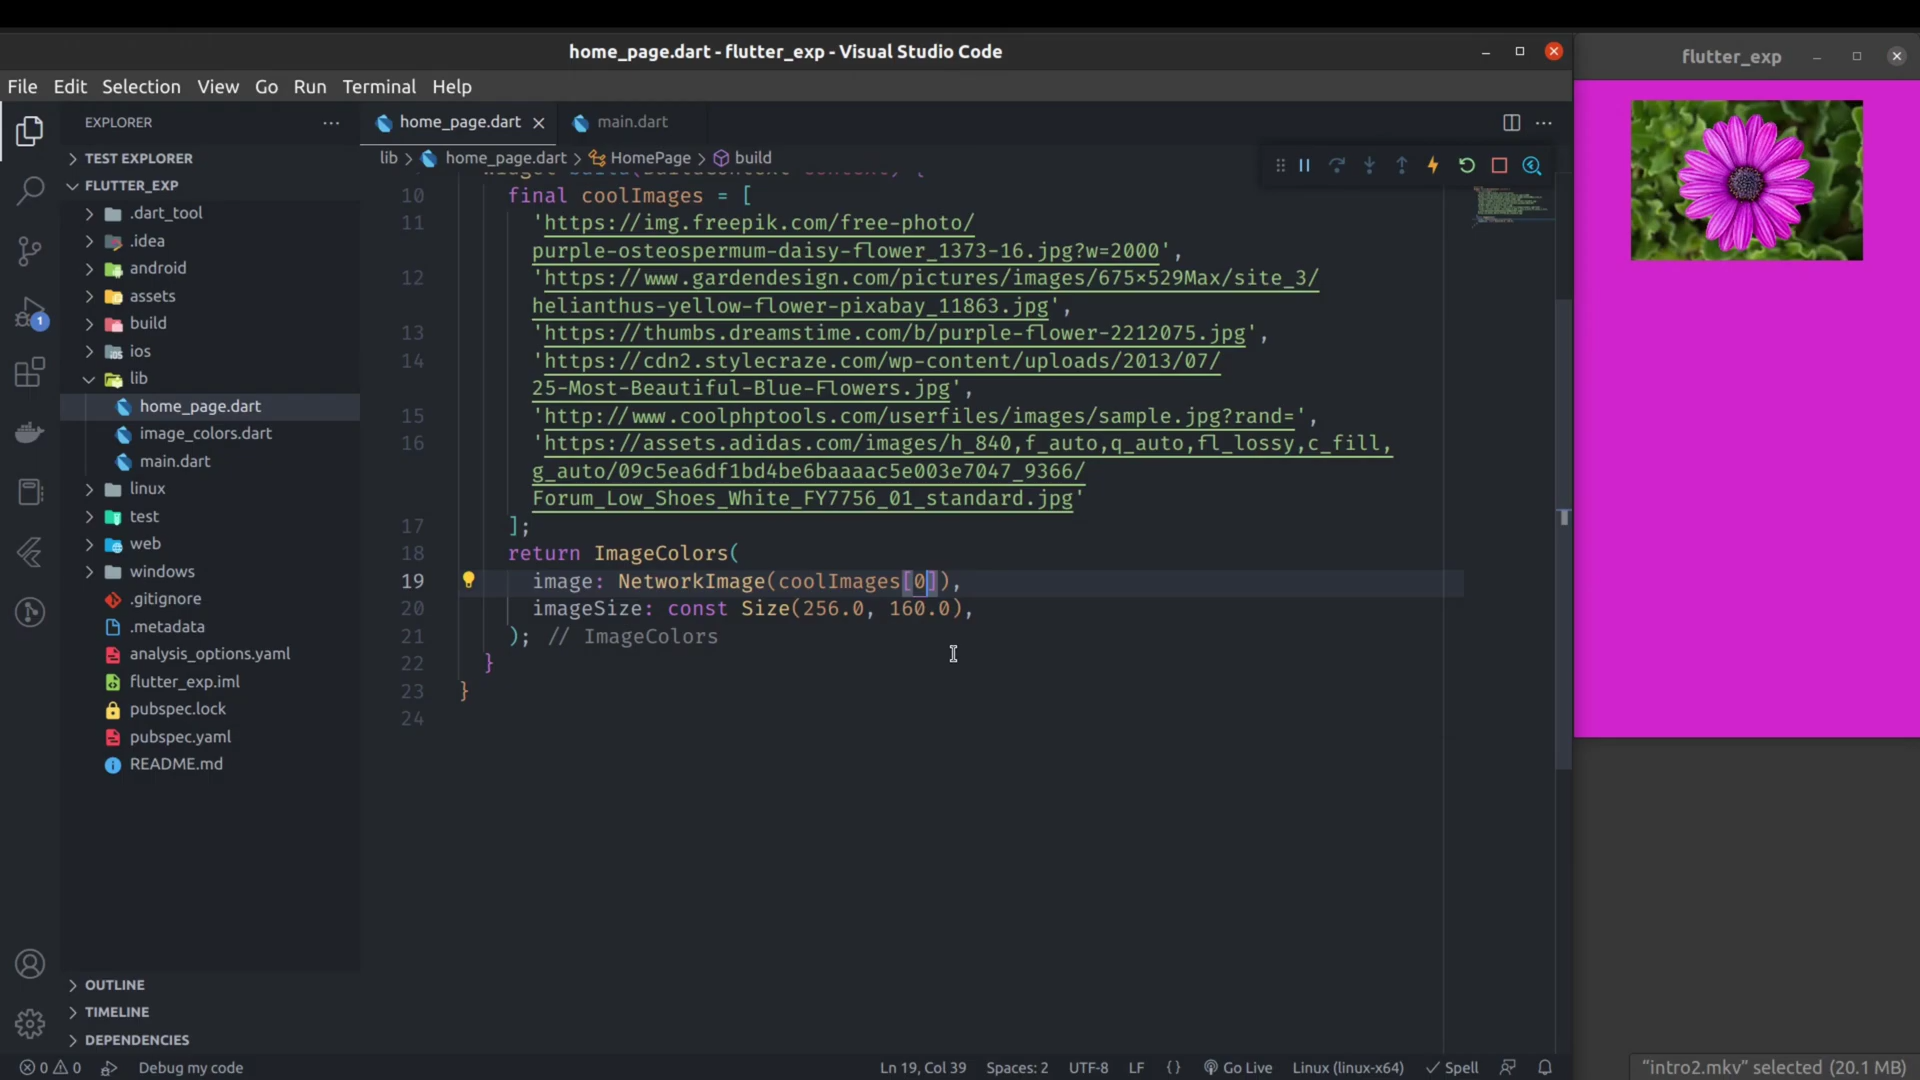 home_page.dart - flutter_exp - Visual Studio Code
flutter_exp
File Edit Selection View Go Run Terminal Help
EXPLORER
home_page.dart
main.dart
TEST EXPLORER
FLUTTER_EXP
.dart_tool
.idea
android
assets
build
ios
lib
home_page.dart
image_colors.dart
main.dart
linux
test
web
windows
.gitignore
.metadata
analysis_options.yaml
flutter_exp.iml
pubspec.lock
pubspec.yaml
README.md
OUTLINE
TIMELINE
DEPENDENCIES
lib > home_page.dart > HomePage > build
10 final coolImages = [
11 'https://img.freepik.com/free-photo/
purple-osteospermum-daisy-flower_1373-16.jpg?w=2000',
12 'https://www.gardendesign.com/pictures/images/675×529Max/site_3/
helianthus-yellow-flower-pixabay_11863.jpg',
13 'https://thumbs.dreamstime.com/b/purple-flower-2212075.jpg',
14 'https://cdn2.stylecraze.com/wp-content/uploads/2013/07/
25-Most-Beautiful-Blue-Flowers.jpg',
15 'http://www.coolphptools.com/userfiles/images/sample.jpg?rand=',
16 'https://assets.adidas.com/images/h_840,f_auto,q_auto,fl_lossy,c_fill,
g_auto/09c5ea6df1bd4be6baaaac5e003e7047_9366/
Forum_Low_Shoes_White_FY7756_01_standard.jpg'
17 ];
18 return ImageColors(
19 image: NetworkImage(coolImages[0]),
20 imageSize: const Size(256.0, 160.0),
21 ); // ImageColors
22 }
23 }
24
1
0 0 Debug my code
Ln 19, Col 39 Spaces: 2 UTF-8 LF {} Go Live Linux (linux-x64) Spell
"intro2.mkv" selected (20.1 MB)